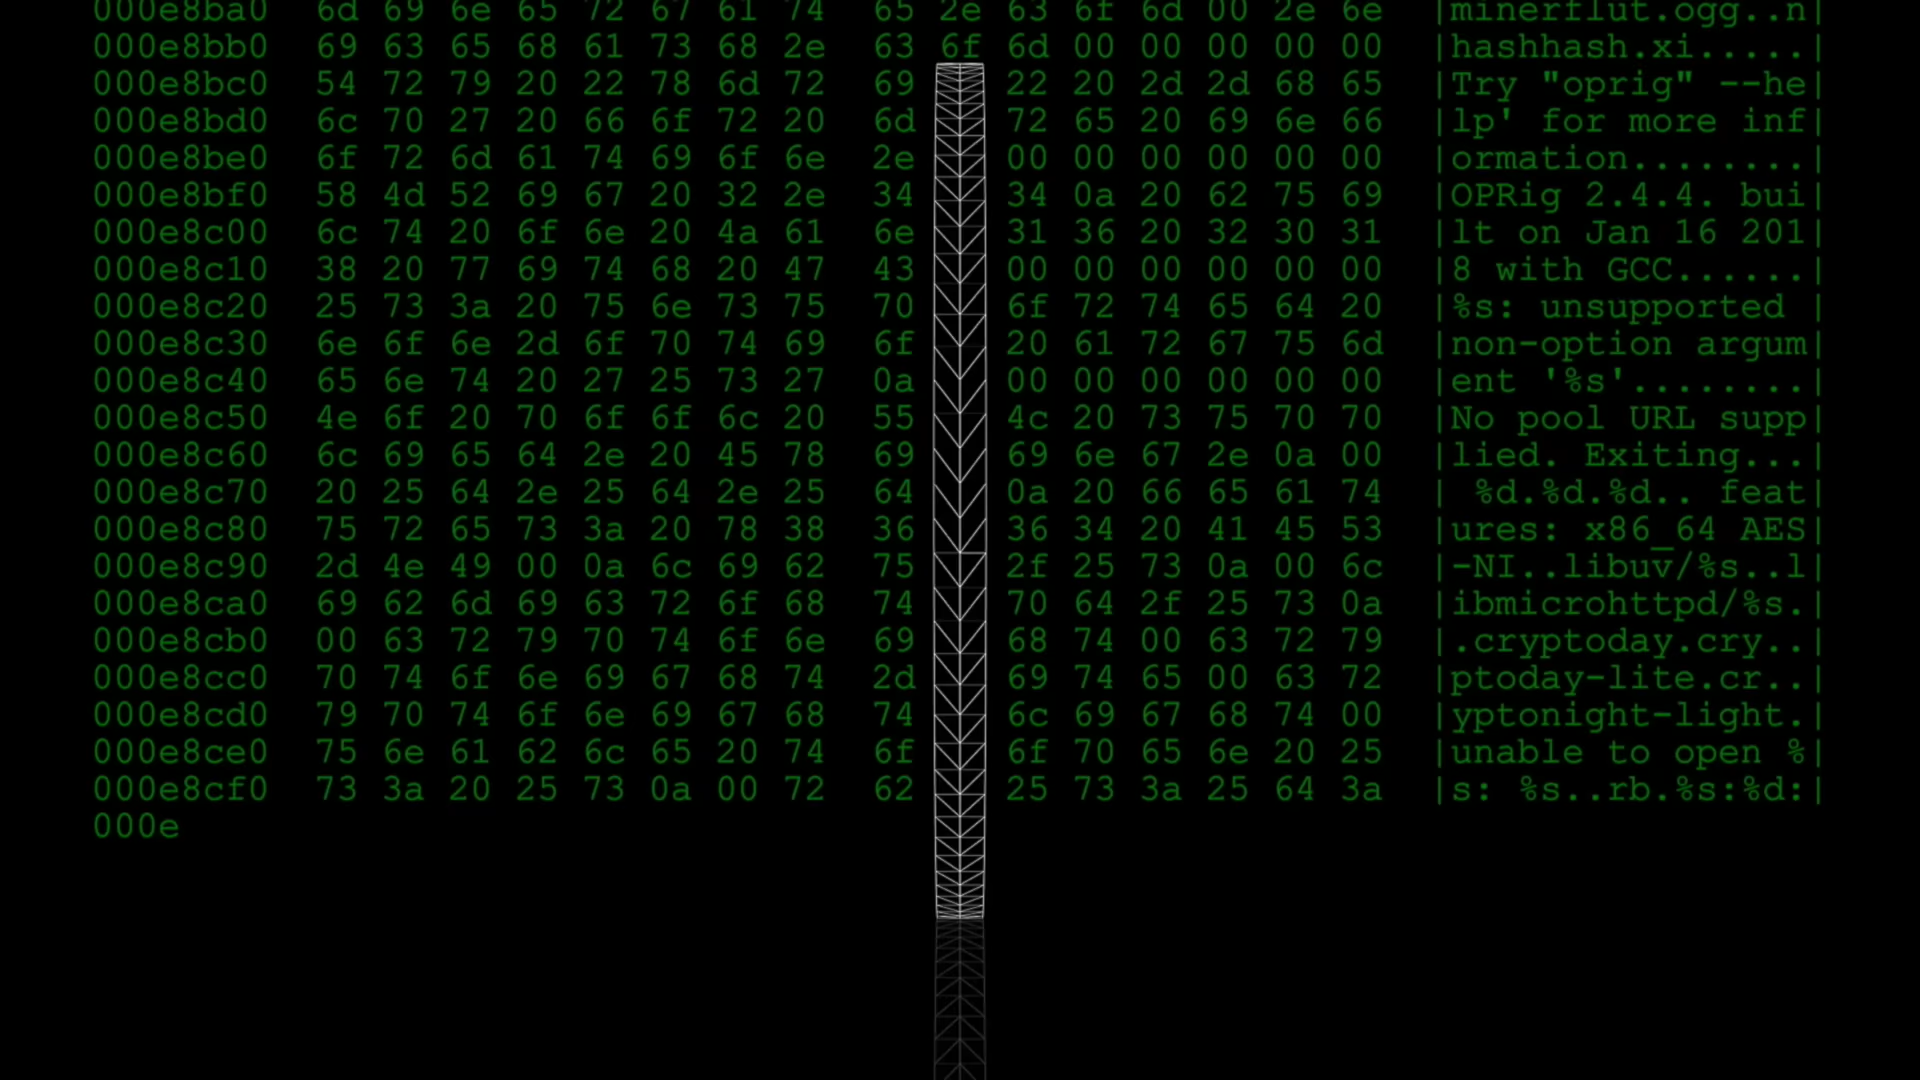 000e8ba0 6d 69 6e 65 72 67 61 74 65 2e 63 6f 6d 00 2e 6e |minerflut.ogg..n|
000e8bb0 69 63 65 68 61 73 68 2e 63 6f 6d 00 00 00 00 00 |hashhash.xi.....|
000e8bc0 54 72 79 20 22 78 6d 72 69 22 20 2d 2d 68 65 |Try "oprig" --he|
000e8bd0 6c 70 27 20 66 6f 72 20 6d 72 65 20 69 6e 66 |lp' for more inf|
000e8be0 6f 72 6d 61 74 69 6f 6e 2e 00 00 00 00 00 00 |ormation........|
000e8bf0 58 4d 52 69 67 20 32 2e 34 34 0a 20 62 75 69 |OPRig 2.4.4. bui|
000e8c00 6c 74 20 6f 6e 20 4a 61 6e 31 36 20 32 30 31 |lt on Jan 16 201|
000e8c10 38 20 77 69 74 68 20 47 43 00 00 00 00 00 00 |8 with GCC......|
000e8c20 25 73 3a 20 75 6e 73 75 70 6f 72 74 65 64 20 |%s: unsupported |
000e8c30 6e 6f 6e 2d 6f 70 74 69 6f 20 61 72 67 75 6d |non-option argum|
000e8c40 65 6e 74 20 27 25 73 27 0a 00 00 00 00 00 00 |ent '%s'........|
000e8c50 4e 6f 20 70 6f 6f 6c 20 55 4c 20 73 75 70 70 |No pool URL supp|
000e8c60 6c 69 65 64 2e 20 45 78 69 69 6e 67 2e 0a 00 |lied. Exiting...|
000e8c70 20 25 64 2e 25 64 2e 25 64 0a 20 66 65 61 74 | %d.%d.%d.. feat|
000e8c80 75 72 65 73 3a 20 78 38 36 36 34 20 41 45 53 |ures: x86_64 AES|
000e8c90 2d 4e 49 00 0a 6c 69 62 75 2f 25 73 0a 00 6c |-NI..libuv/%s..l|
000e8ca0 69 62 6d 69 63 72 6f 68 74 70 64 2f 25 73 0a |ibmicrohttpd/%s.|
000e8cb0 00 63 72 79 70 74 6f 6e 69 68 74 00 63 72 79 |.cryptoday.cry..|
000e8cc0 70 74 6f 6e 69 67 68 74 2d 69 74 65 00 63 72 |ptoday-lite.cr..|
000e8cd0 79 70 74 6f 6e 69 67 68 74 6c 69 67 68 74 00 |yptonight-light.|
000e8ce0 75 6e 61 62 6c 65 20 74 6f 6f 70 65 6e 20 25 |unable to open %|
000e8cf0 73 3a 20 25 73 0a 00 72 62 25 73 3a 25 64 3a |s: %s..rb.%s:%d:|
000e